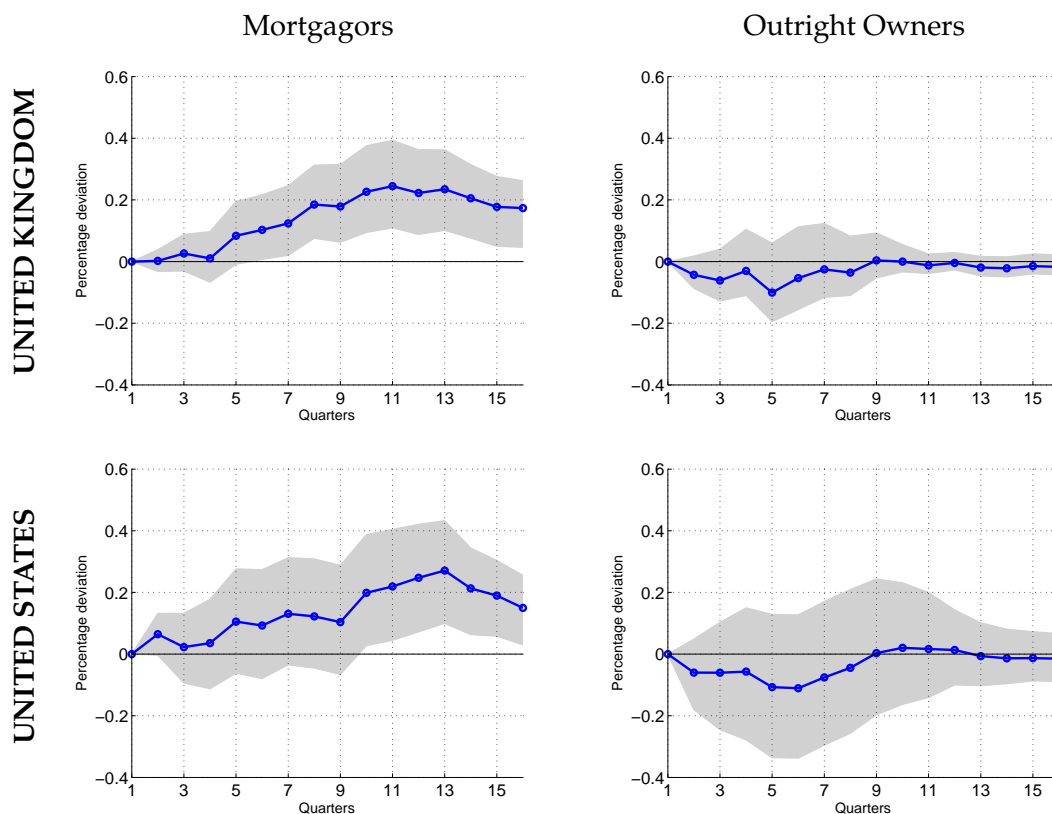 Mortgagors
Outright Owners
UNITED KINGDOM
Percentage deviation
0.6
0.4
0.2
0
−0.2
−0.4
1 3 5 7 9 11 13 15
Quarters
Percentage deviation
0.6
0.4
0.2
0
−0.2
−0.4
1 3 5 7 9 11 13 15
Quarters
UNITED STATES
Percentage deviation
0.6
0.4
0.2
0
−0.2
−0.4
1 3 5 7 9 11 13 15
Quarters
Percentage deviation
0.6
0.4
0.2
0
−0.2
−0.4
1 3 5 7 9 11 13 15
Quarters